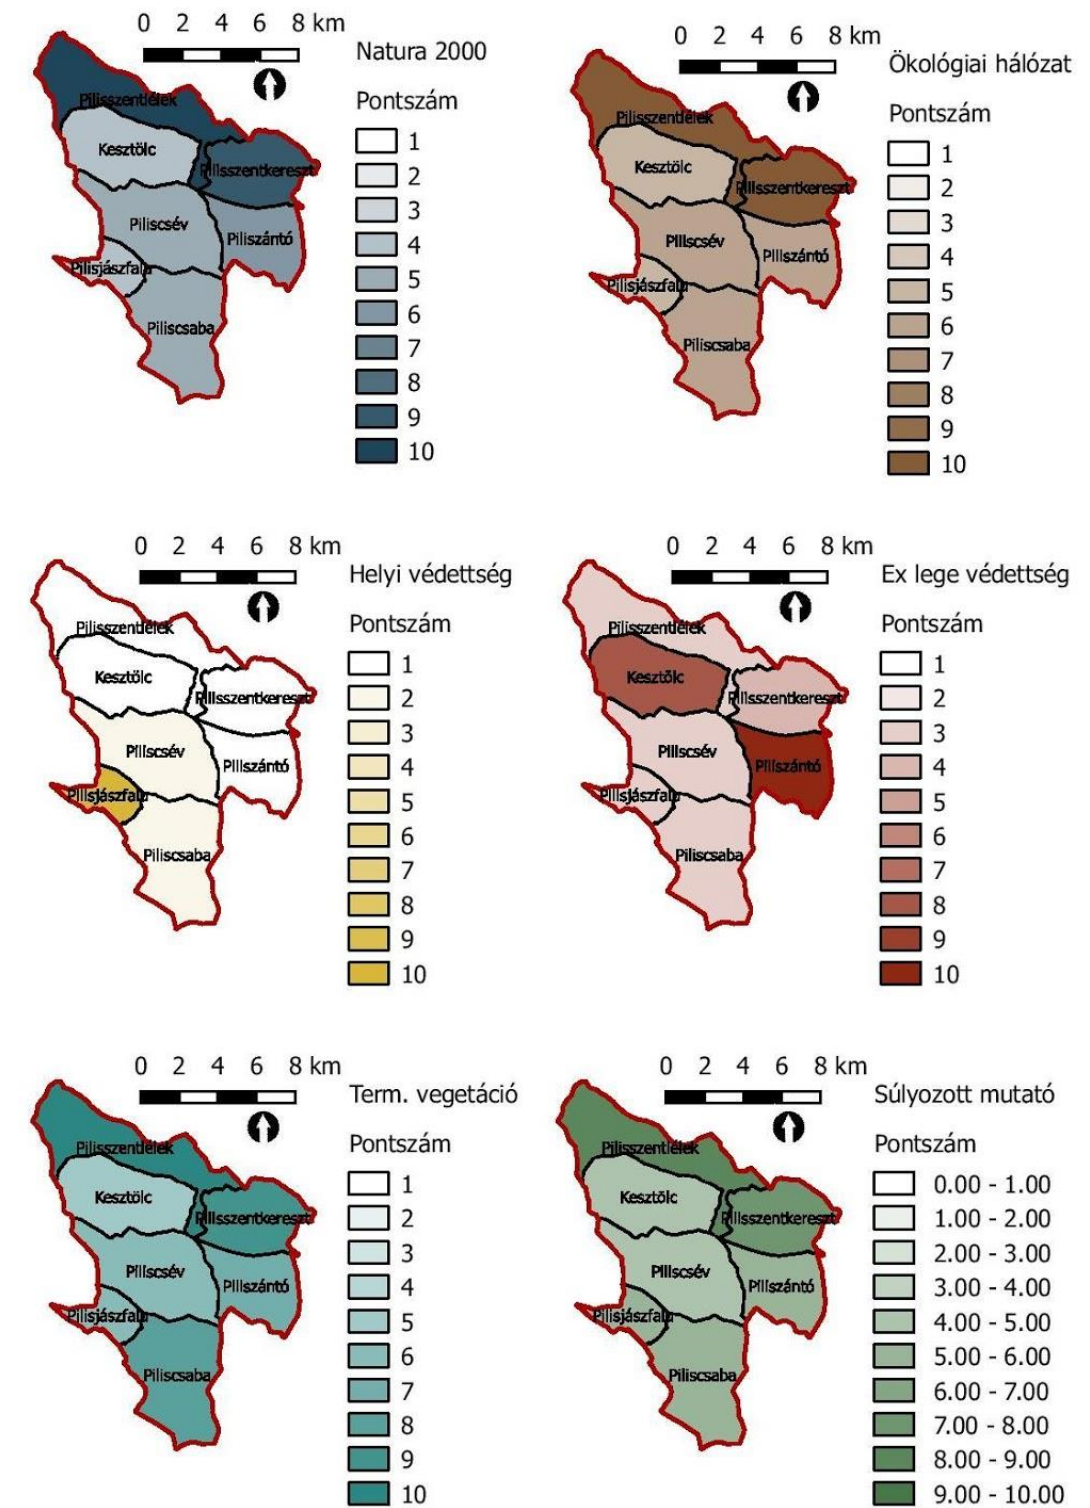 0 2 4 6 8 km
Natura 2000
Pontszám
1
2
3
4
5
6
7
8
9
10
Pilisszentlélek
Kesztölc
Pilisszentkereszt
Piliscsév
Piliszántó
Pilisjászfalu
Piliscsaba
0 2 4 6 8 km
Ökológiai hálózat
Pontszám
1
2
3
4
5
6
7
8
9
10
Pilisszentlélek
Kesztölc
Pilisszentkereszt
Piliscsév
Piliszántó
Pilisjászfalu
Piliscsaba
0 2 4 6 8 km
Helyi védettség
Pontszám
1
2
3
4
5
6
7
8
9
10
Pilisszentlélek
Kesztölc
Pilisszentkereszt
Piliscsév
Piliszántó
Pilisjászfalu
Piliscsaba
0 2 4 6 8 km
Ex lege védettség
Pontszám
1
2
3
4
5
6
7
8
9
10
Pilisszentlélek
Kesztölc
Pilisszentkereszt
Piliscsév
Piliszántó
Pilisjászfalu
Piliscsaba
0 2 4 6 8 km
Term. vegetáció
Pontszám
1
2
3
4
5
6
7
8
9
10
Pilisszentlélek
Kesztölc
Pilisszentkereszt
Piliscsév
Piliszántó
Pilisjászfalu
Piliscsaba
0 2 4 6 8 km
Súlyozott mutató
Pontszám
0.00 - 1.00
1.00 - 2.00
2.00 - 3.00
3.00 - 4.00
4.00 - 5.00
5.00 - 6.00
6.00 - 7.00
7.00 - 8.00
8.00 - 9.00
9.00 - 10.00
Pilisszentlélek
Kesztölc
Pilisszentkereszt
Piliscsév
Piliszántó
Pilisjászfalu
Piliscsaba